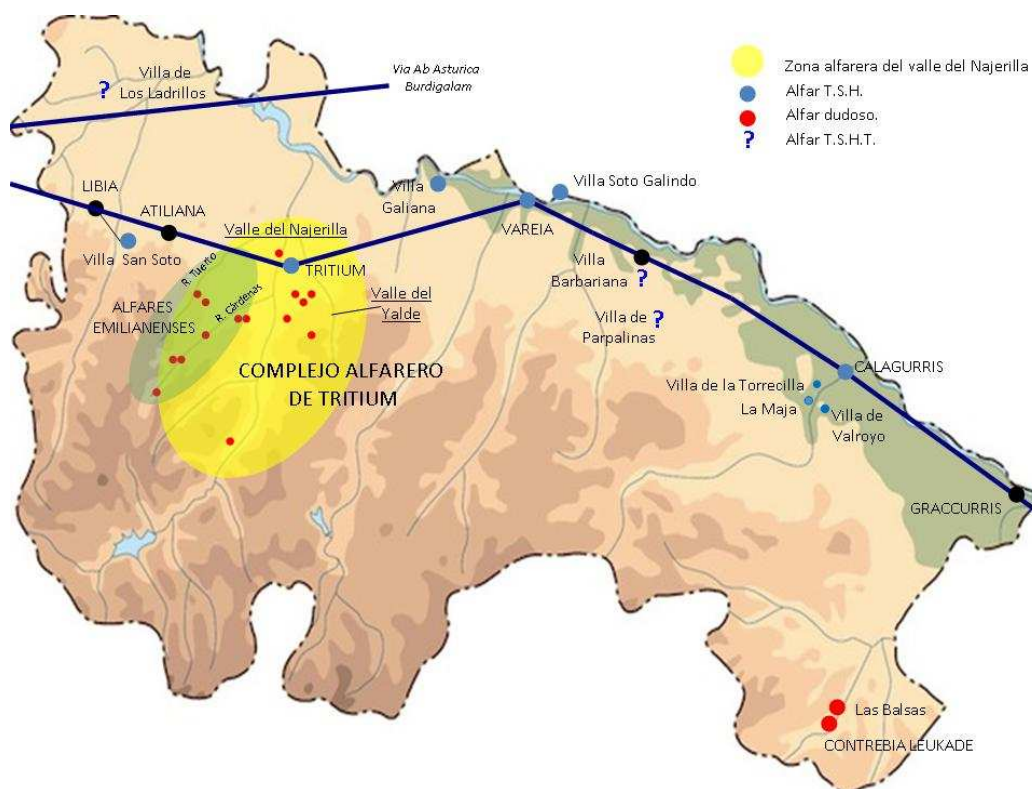 Villa de
Los Ladrillos
?
Via Ab Asturica
Burdigalam
Zona alfarera del valle del Najerilla
Alfar T.S.H.
Alfar dudoso.
? Alfar T.S.H.T.
LIBIA
ATILIANA
Villa San Soto
Valle del Najerilla
Villa
Galiana
Villa Soto Galindo
VAREIA
TRITIUM
R. Tuerto
R. Cárdenas
ALFARES
EMILIANENSES
Valle del
Yalde
COMPLEJO ALFARERO
DE TRITIUM
Villa
Barbariana ?
Villa de
Parpalinas ?
CALAGURRIS
Villa de la Torrecilla
La Maja
Villa de
Valroyo
GRACCURRIS
Las Balsas
CONTREBIA LEUKADE